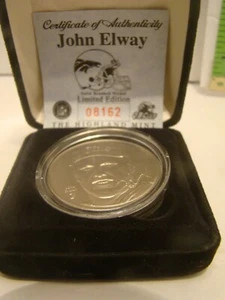 Certificate of Authenticity
John Elway
Limited Edition
08162
THE HIGHLAND MINT